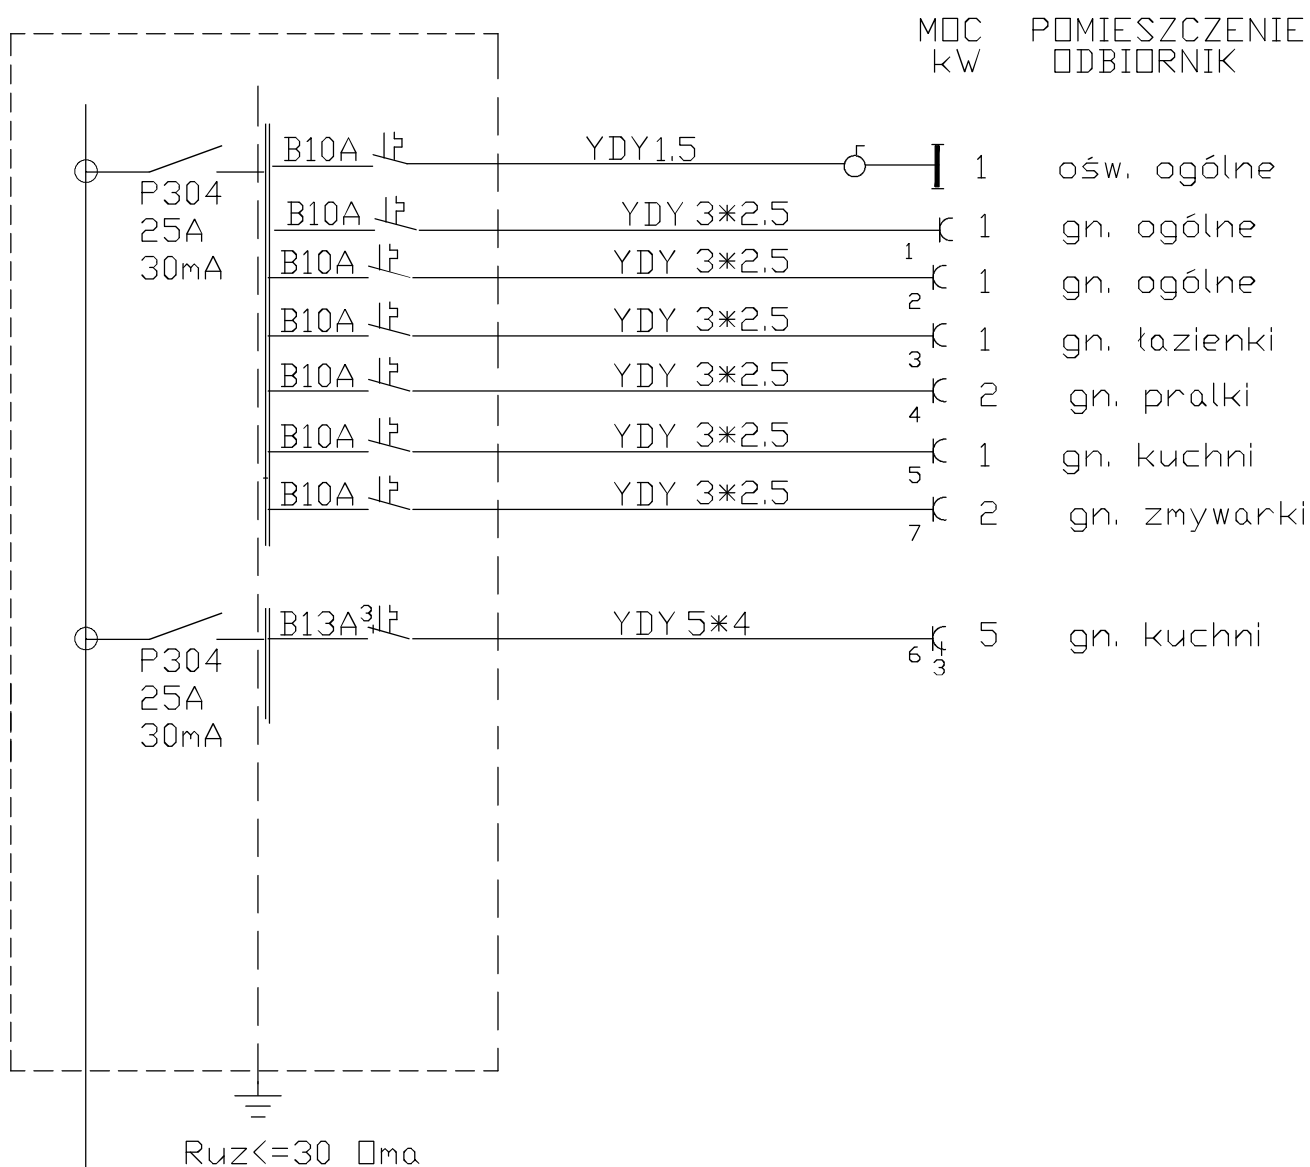 MOC POMIESZCZENIE
kW ODBIORNIK
B10A YDY1.5 1 ośw. ogólne
P304
25A
30mA
B10A YDY 3*2.5 1 1 gn. ogólne
B10A YDY 3*2.5 2 1 gn. ogólne
B10A YDY 3*2.5 3 1 gn. łazienki
B10A YDY 3*2.5 4 2 gn. pralki
B10A YDY 3*2.5 5 1 gn. kuchni
B10A YDY 3*2.5 7 2 gn. zmywarki
B13A 3 YDY 5*4 6 3 5 gn. kuchni
P304
25A
30mA
Ruz<=30 Oma